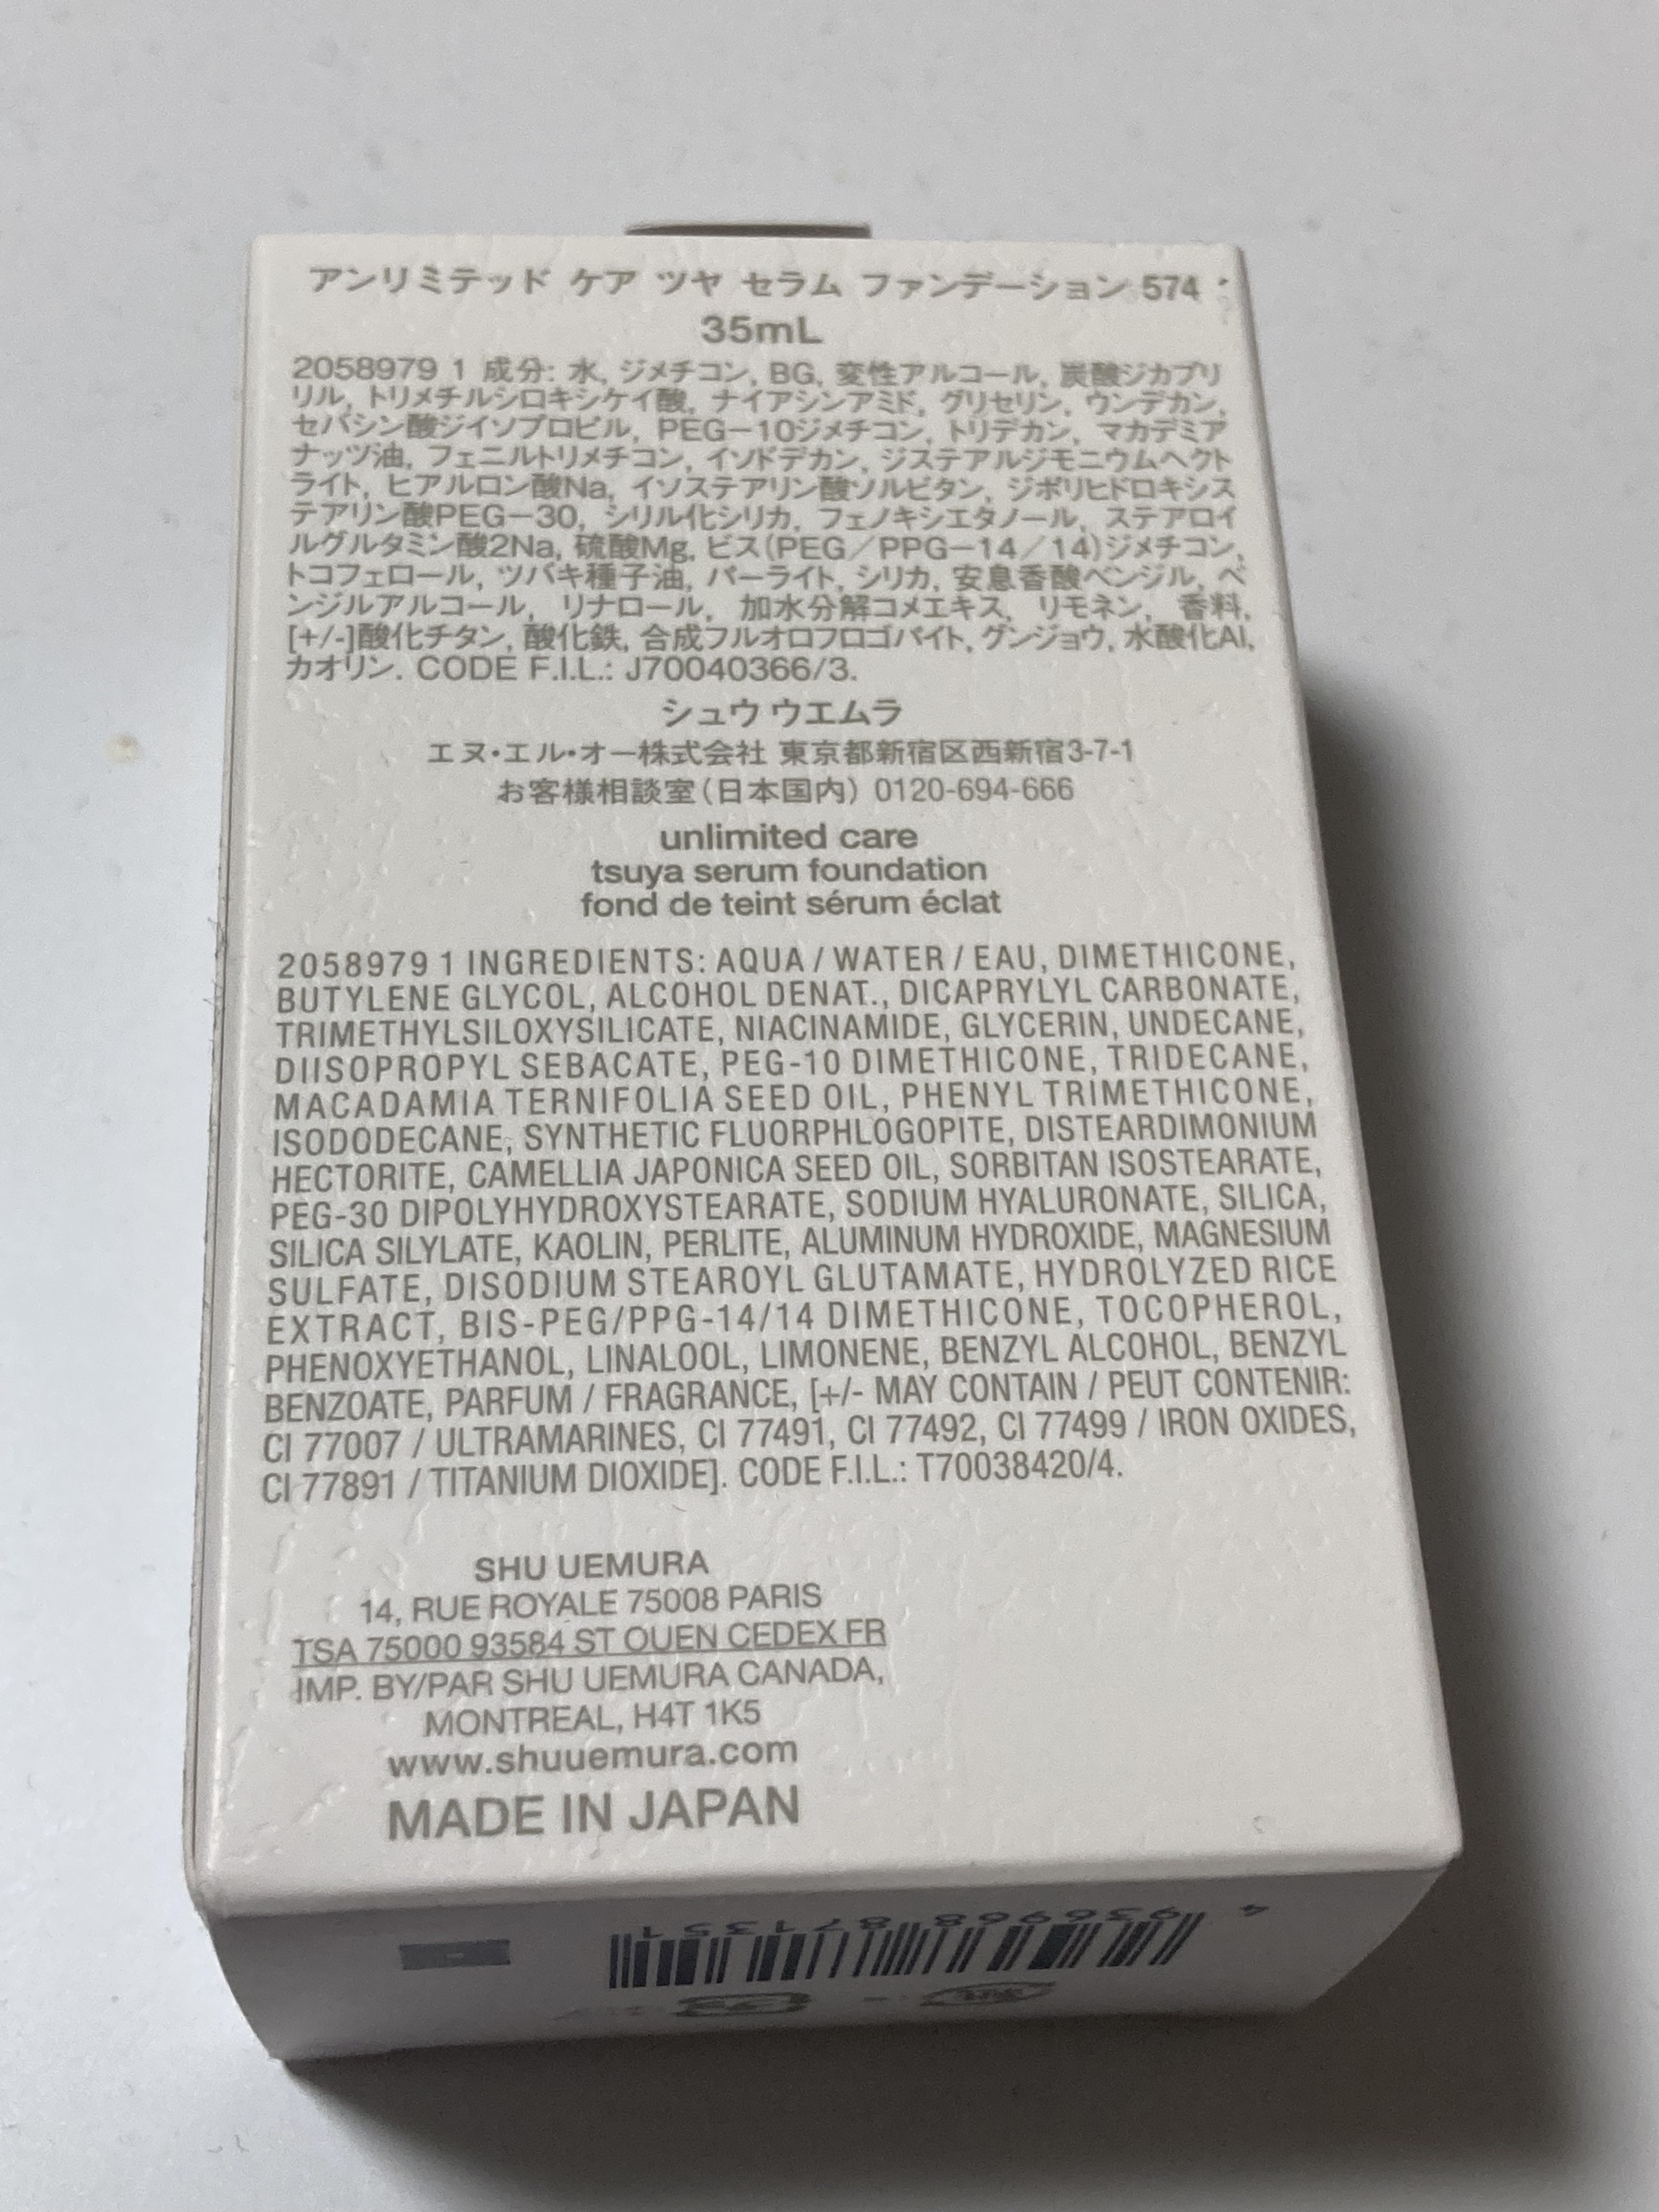 アンリミテッド ケア ツヤ セラム ファンデーション 574
35mL
2058979 1 成分: 水, ジメチコン, BG, 変性アルコール, 炭酸ジカプリ
リル, トリメチルシロキシケイ酸, ナイアシンアミド, グリセリン, ウンデカン,
セバシン酸ジイソプロピル, PEG－10ジメチコン, トリデカン, マカデミア
ナッツ油, フェニルトリメチコン, イソドデカン, ジステアルジモニウムヘクト
ライト, ヒアルロン酸Na, イソステアリン酸ソルビタン, ジポリヒドロキシス
テアリン酸PEG－30, シリル化シリカ, フェノキシエタノール, ステアロイ
ルグルタミン酸2Na, 硫酸Mg, ビス(PEG／PPG－14／14)ジメチコン,
トコフェロール, ツバキ種子油, パーライト, シリカ, 安息香酸ベンジル, ベ
ンジルアルコール, リナロール, 加水分解コメエキス, リモネン, 香料,
[+/-]酸化チタン, 酸化鉄, 合成フルオロフロゴパイト, グンジョウ, 水酸化Al,
カオリン. CODE F.I.L.: J70040366/3.
シュウ ウエムラ
エヌ・エル・オー株式会社 東京都新宿区西新宿3-7-1
お客様相談室(日本国内) 0120-694-666
unlimited care
tsuya serum foundation
fond de teint sérum éclat
2058979 1 INGREDIENTS: AQUA / WATER / EAU, DIMETHICONE,
BUTYLENE GLYCOL, ALCOHOL DENAT., DICAPRYLYL CARBONATE,
TRIMETHYLSILOXYSILICATE, NIACINAMIDE, GLYCERIN, UNDECANE,
DIISOPROPYL SEBACATE, PEG-10 DIMETHICONE, TRIDECANE,
MACADAMIA TERNIFOLIA SEED OIL, PHENYL TRIMETHICONE,
ISODODECANE, SYNTHETIC FLUORPHLOGOPITE, DISTEARDIMONIUM
HECTORITE, CAMELLIA JAPONICA SEED OIL, SORBITAN ISOSTEARATE,
PEG-30 DIPOLYHYDROXYSTEARATE, SODIUM HYALURONATE, SILICA,
SILICA SILYLATE, KAOLIN, PERLITE, ALUMINUM HYDROXIDE, MAGNESIUM
SULFATE, DISODIUM STEAROYL GLUTAMATE, HYDROLYZED RICE
EXTRACT, BIS-PEG/PPG-14/14 DIMETHICONE, TOCOPHEROL,
PHENOXYETHANOL, LINALOOL, LIMONENE, BENZYL ALCOHOL, BENZYL
BENZOATE, PARFUM / FRAGRANCE, [+/- MAY CONTAIN / PEUT CONTENIR:
CI 77007 / ULTRAMARINES, CI 77491, CI 77492, CI 77499 / IRON OXIDES,
CI 77891 / TITANIUM DIOXIDE]. CODE F.I.L.: T70038420/4.
SHU UEMURA
14, RUE ROYALE 75008 PARIS
TSA 75000 93584 ST OUEN CEDEX FR
IMP. BY/PAR SHU UEMURA CANADA,
MONTREAL, H4T 1K5
www.shuuemura.com
MADE IN JAPAN
4 936968 871351